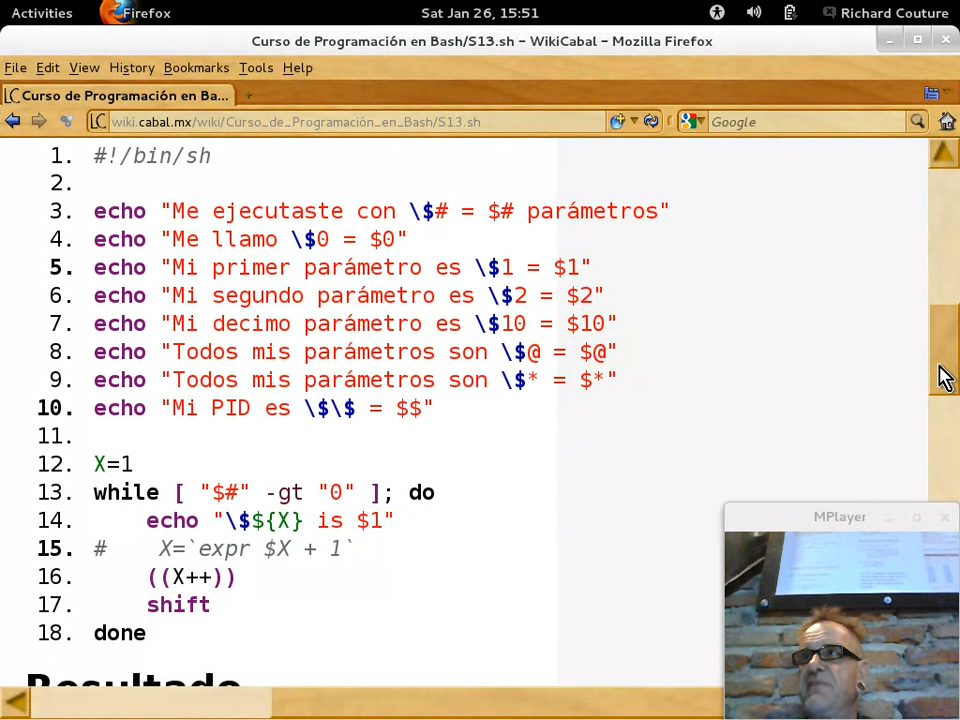 Activities Firefox Sat Jan 26, 15:51 Richard Couture
Curso de Programación en Bash/S13.sh – WikiCabal – Mozilla Firefox
File Edit View History Bookmarks Tools Help
Curso de Programación en Ba...
wiki.cabal.mx/wiki/Curso_de_Programación_en_Bash/S13.sh Google
1. #!/bin/sh
2.
3. echo "Me ejecutaste con \$# = $# parámetros"
4. echo "Me llamo \$0 = $0"
5. echo "Mi primer parámetro es \$1 = $1"
6. echo "Mi segundo parámetro es \$2 = $2"
7. echo "Mi decimo parámetro es \$10 = $10"
8. echo "Todos mis parámetros son \$@ = $@"
9. echo "Todos mis parámetros son \$* = $*"
10. echo "Mi PID es \$\$ = $$"
11.
12. X=1
13. while [ "$#" -gt "0" ]; do
14. echo "\$${X} is $1"
15. # X=`expr $X + 1`
16. ((X++))
17. shift
18. done
Resultado
MPlayer